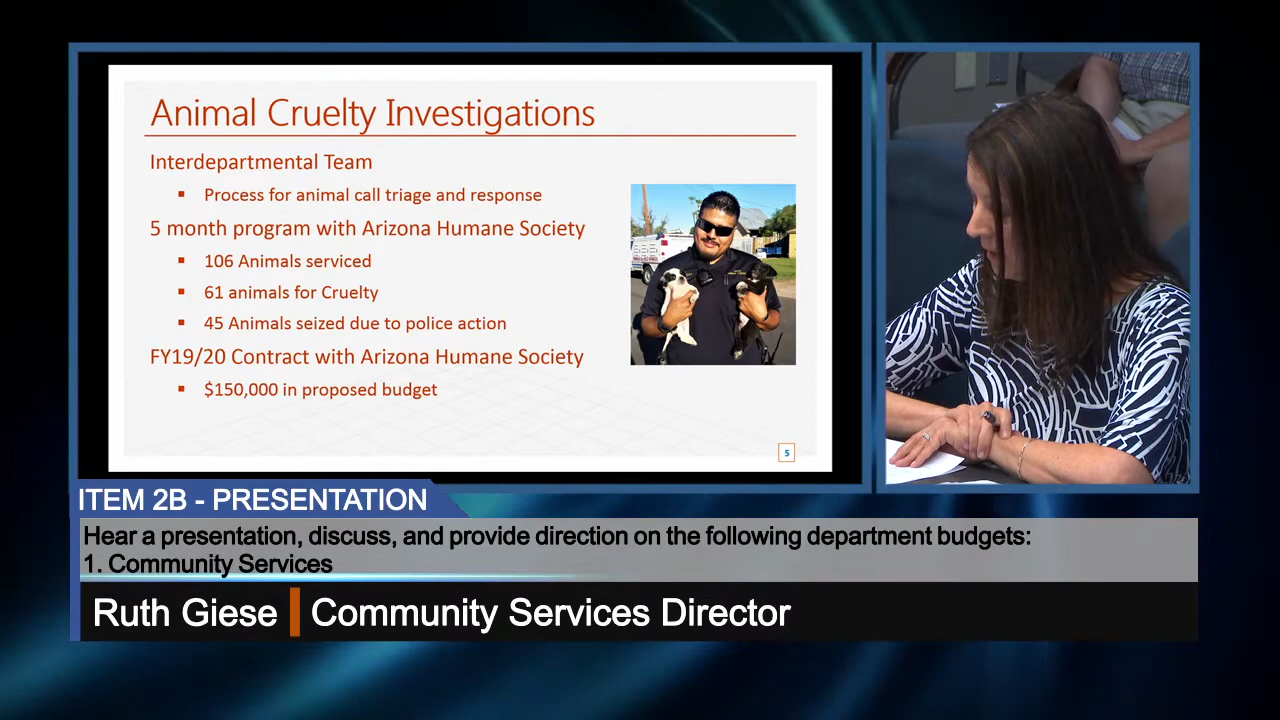 Animal Cruelty Investigations
Interdepartmental Team
▪ Process for animal call triage and response
5 month program with Arizona Humane Society
▪ 106 Animals serviced
▪ 61 animals for Cruelty
▪ 45 Animals seized due to police action
FY19/20 Contract with Arizona Humane Society
▪ $150,000 in proposed budget
5
ITEM 2B - PRESENTATION
Hear a presentation, discuss, and provide direction on the following department budgets:
1. Community Services
Ruth Giese | Community Services Director